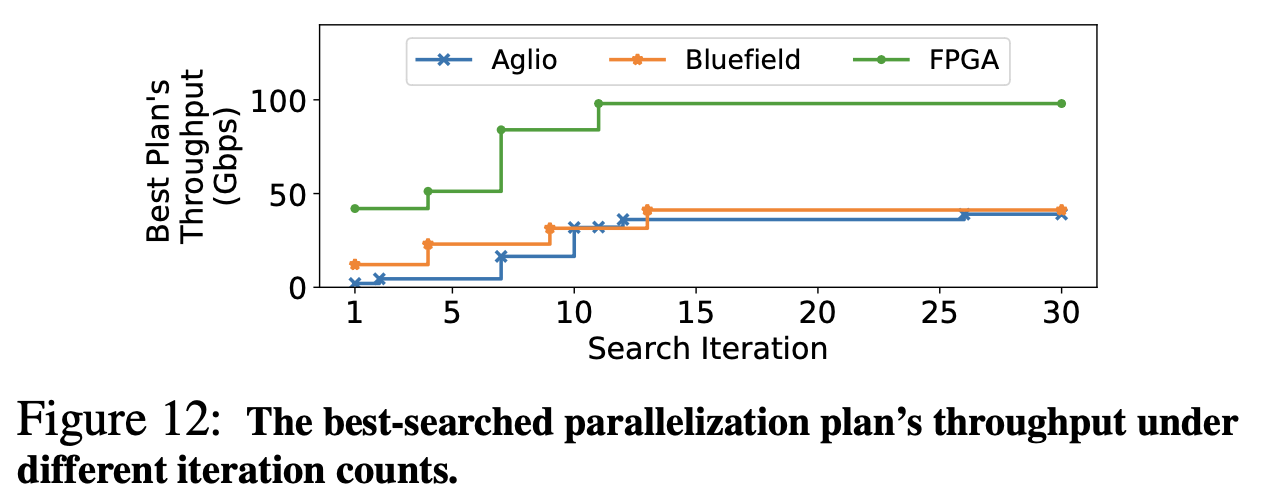 Aglio Bluefield FPGA
Best Plan's
Throughput
(Gbps)
100
50
0
1 5 10 15 20 25 30
Search Iteration
Figure 12: The best-searched parallelization plan’s throughput under
different iteration counts.